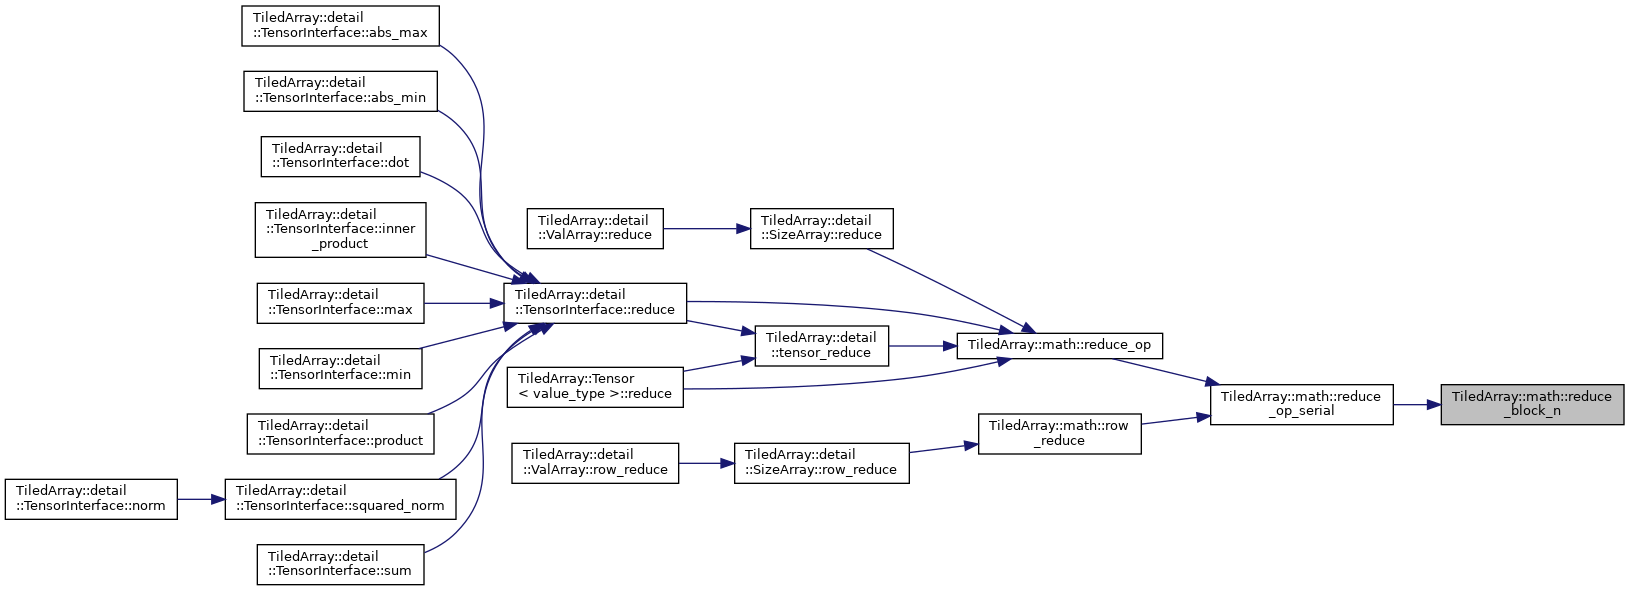 TiledArray::detail
::TensorInterface::abs_max
TiledArray::detail
::TensorInterface::abs_min
TiledArray::detail
::TensorInterface::dot
TiledArray::detail
::TensorInterface::inner
_product
TiledArray::detail
::TensorInterface::max
TiledArray::detail
::TensorInterface::min
TiledArray::detail
::TensorInterface::product
TiledArray::detail
::TensorInterface::norm
TiledArray::detail
::TensorInterface::squared_norm
TiledArray::detail
::TensorInterface::sum
TiledArray::detail
::ValArray::reduce
TiledArray::detail
::TensorInterface::reduce
TiledArray::Tensor
< value_type >::reduce
TiledArray::detail
::ValArray::row_reduce
TiledArray::detail
::SizeArray::reduce
TiledArray::detail
::tensor_reduce
TiledArray::detail
::SizeArray::row_reduce
TiledArray::math::reduce_op
TiledArray::math::row
_reduce
TiledArray::math::reduce
_op_serial
TiledArray::math::reduce
_block_n